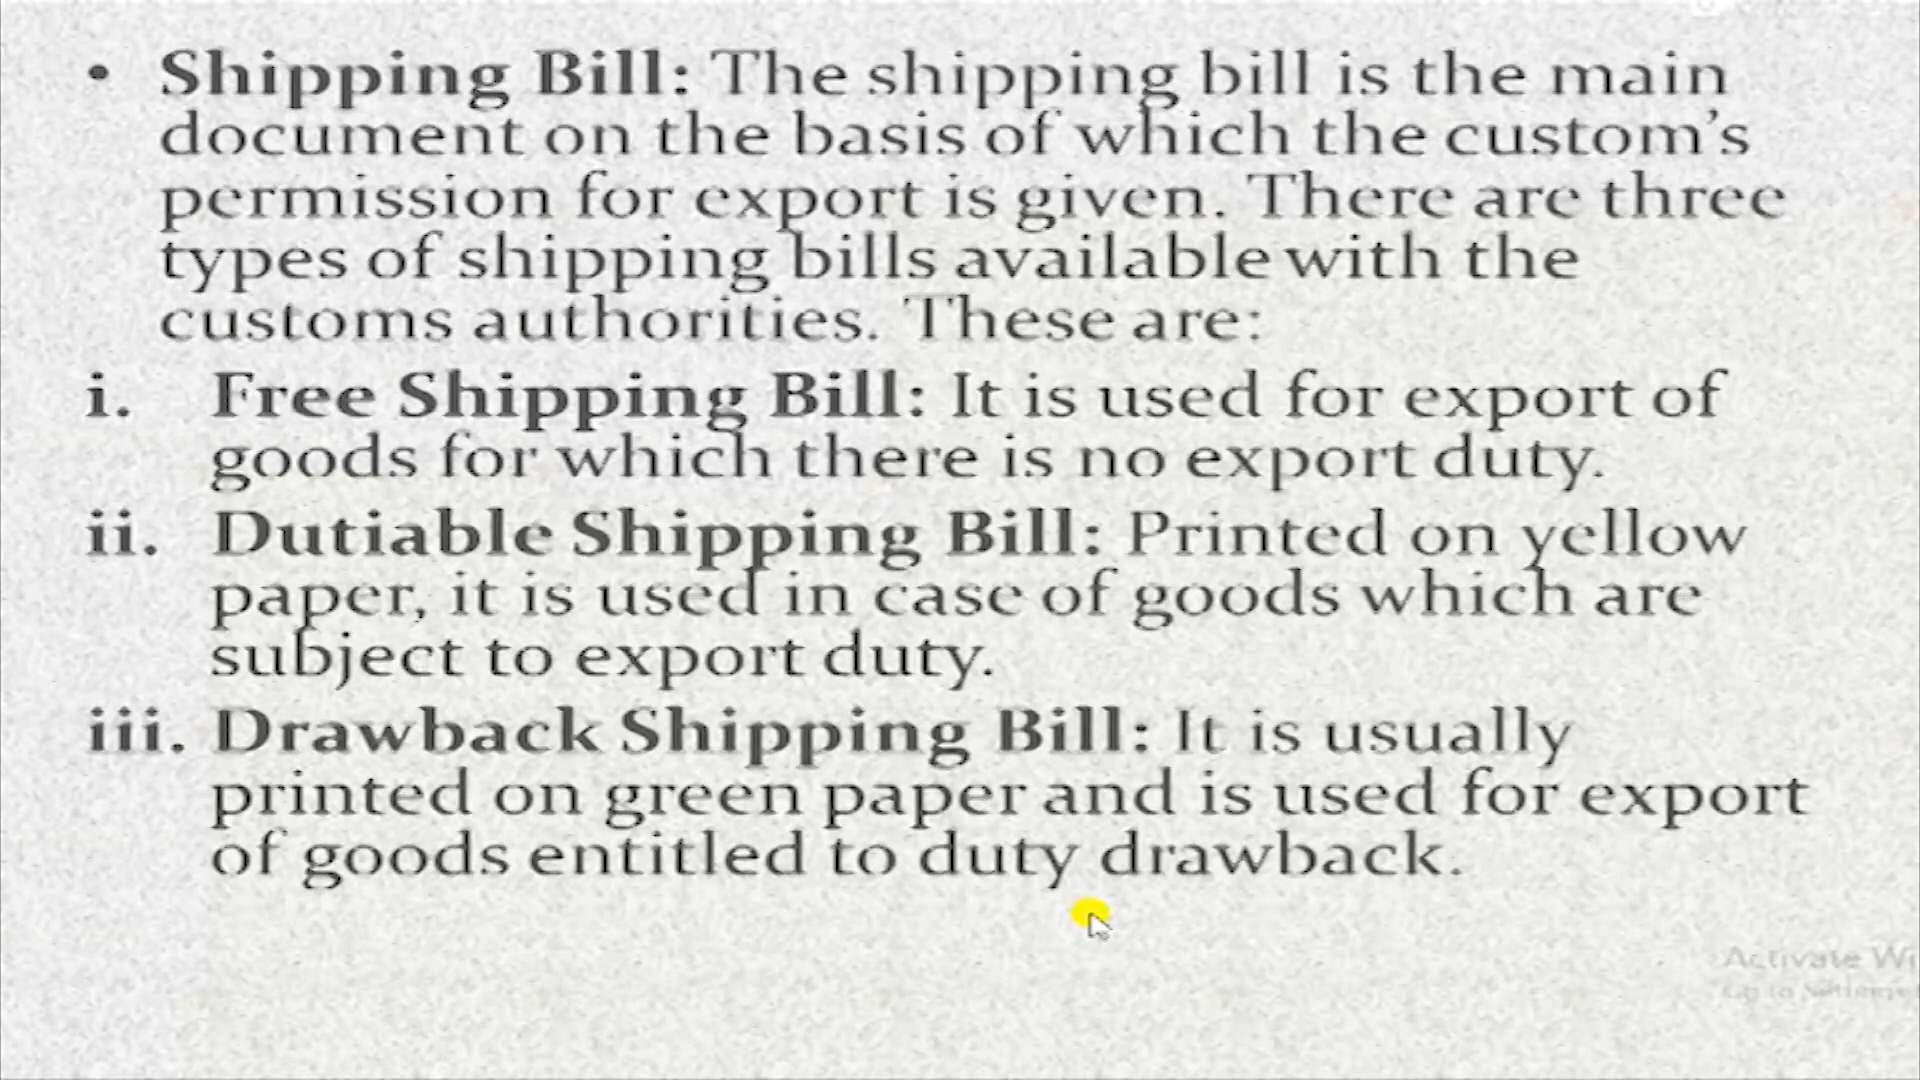 • Shipping Bill: The shipping bill is the main
document on the basis of which the custom's
permission for export is given. There are three
types of shipping bills available with the
customs authorities. These are:
i. Free Shipping Bill: It is used for export of
goods for which there is no export duty.
ii. Dutiable Shipping Bill: Printed on yellow
paper, it is used in case of goods which are
subject to export duty.
iii. Drawback Shipping Bill: It is usually
printed on green paper and is used for export
of goods entitled to duty drawback.
Activate Wi
Go to Settings